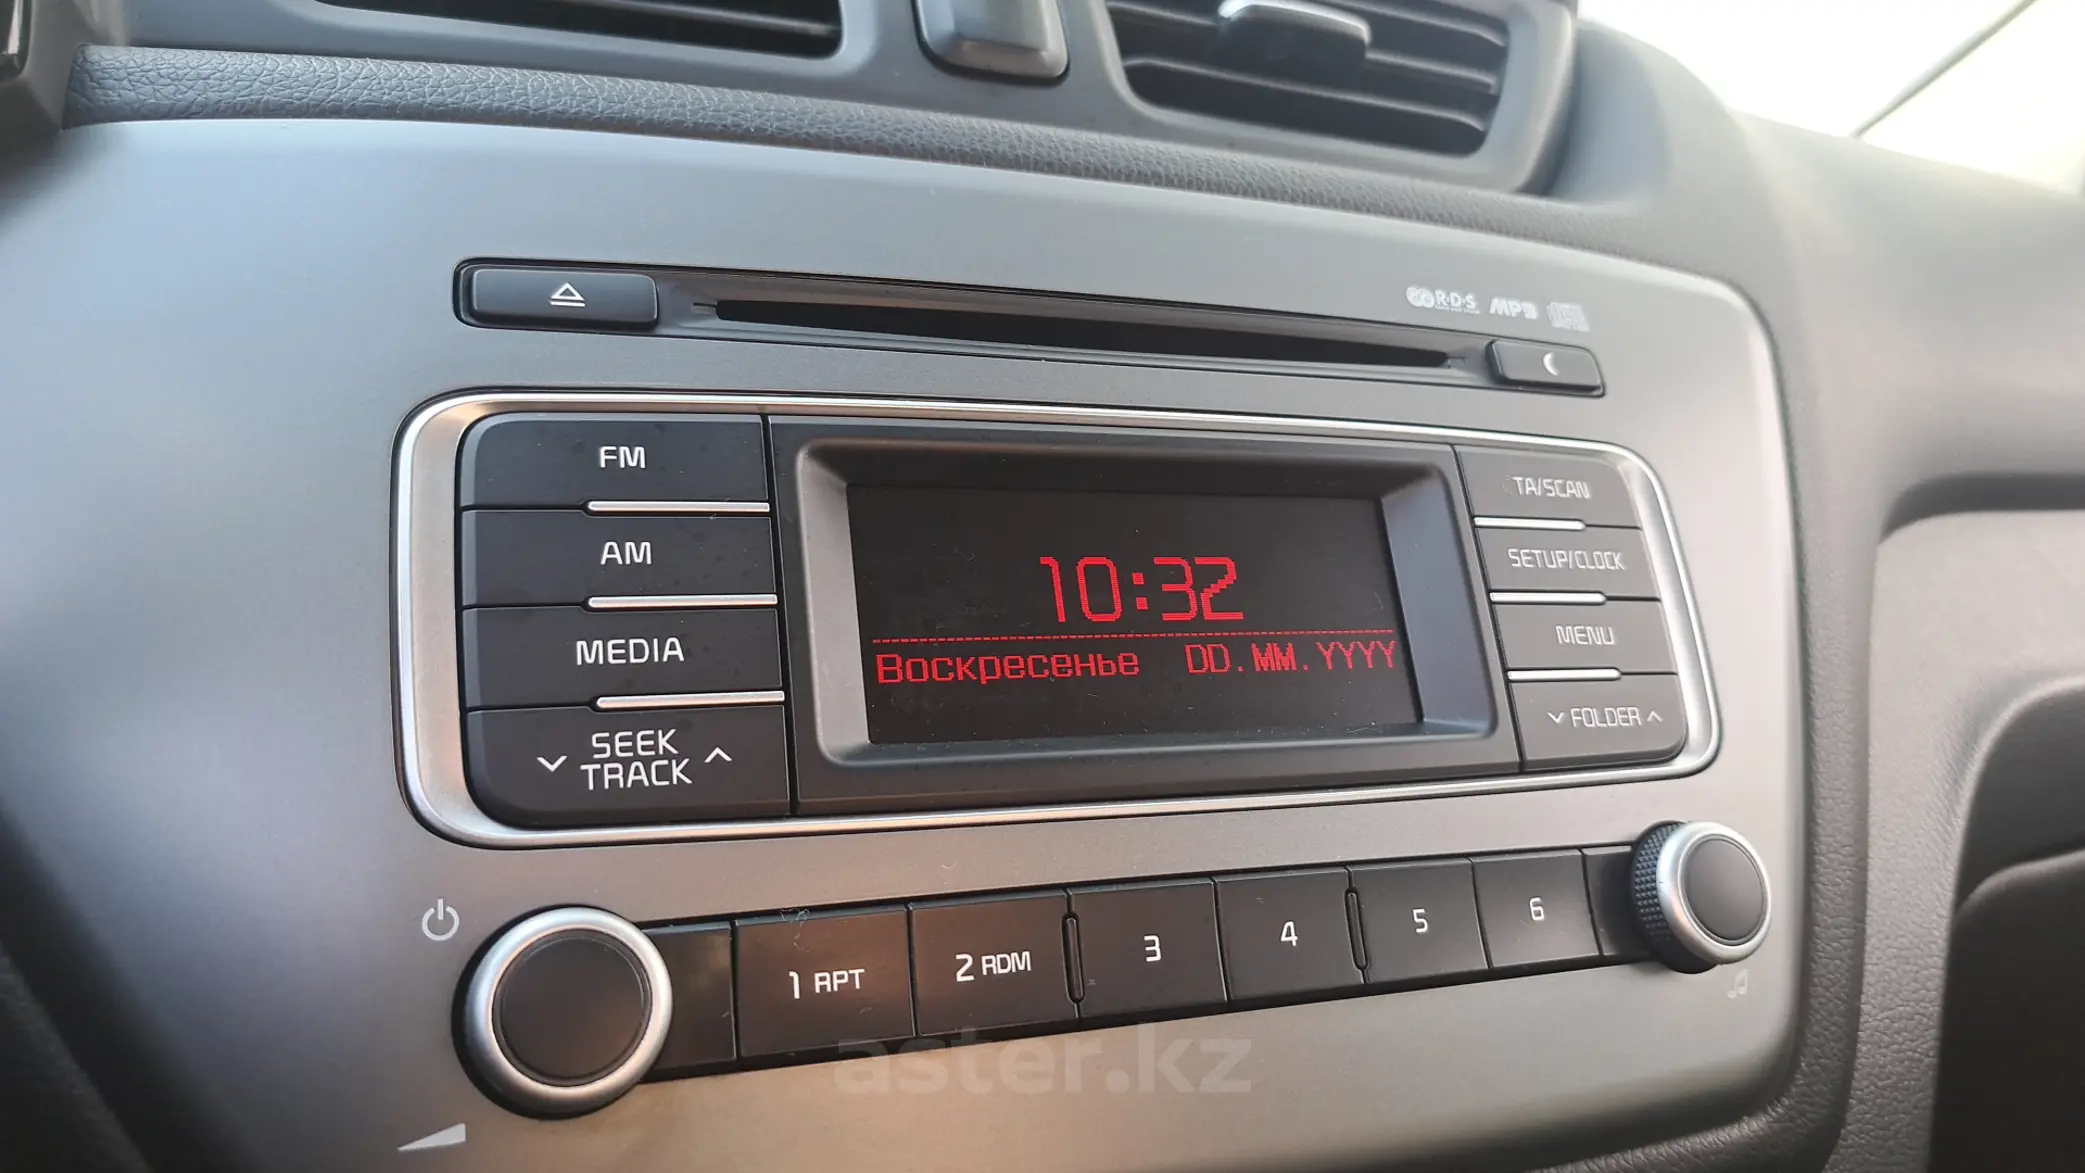 R·D·S MP3
FM
AM
MEDIA
SEEK
TRACK
10:32
Воскресенье DD.MM.YYYY
TA/SCAN
SETUP/CLOCK
MENU
FOLDER
1 RPT
2 RDM
3
4
5
6
aster.kz